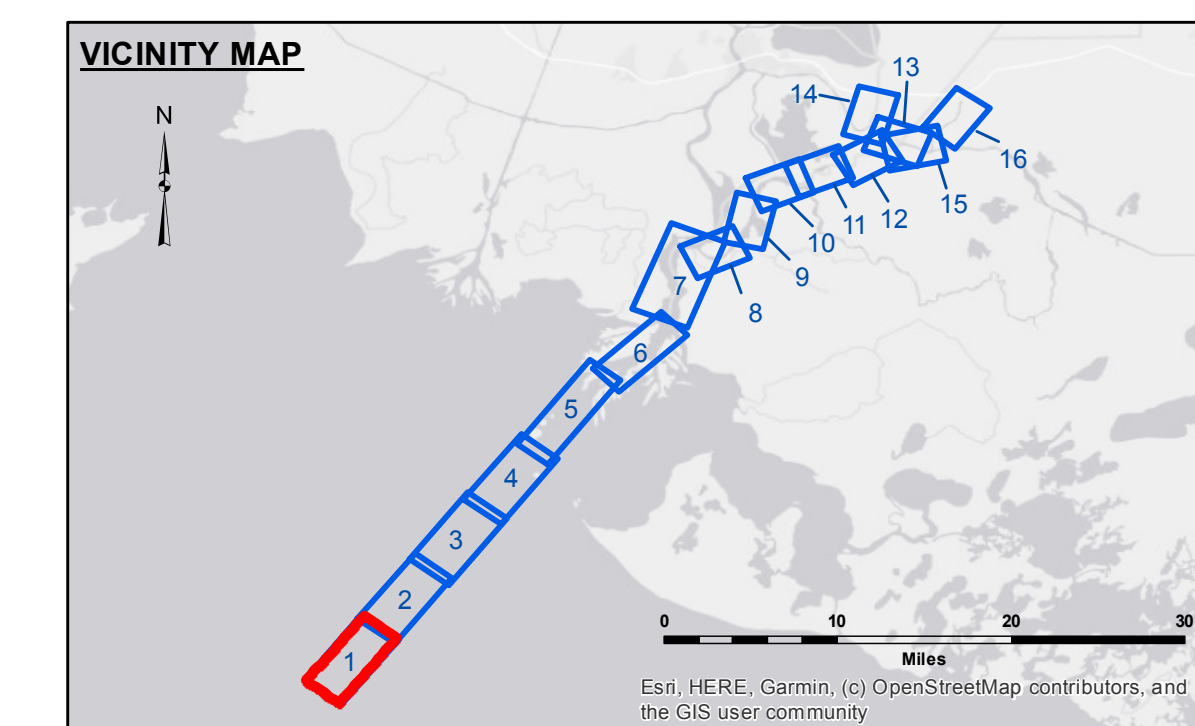 VICINITY MAP
N
13
14
16
15
12
11
10
9
8
7
6
5
4
3
2
1
0 10 20 30
Miles
Esri, HERE, Garmin, (c) OpenStreetMap contributors, and
the GIS user community